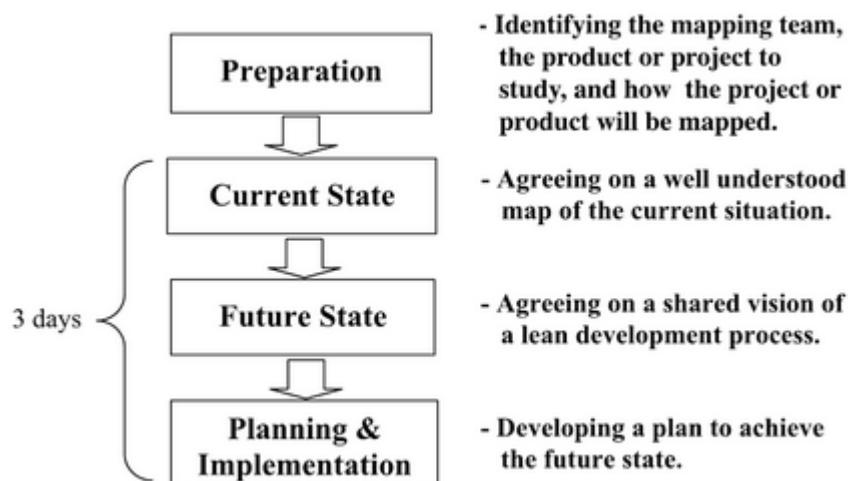 Preparation
- Identifying the mapping team,
the product or project to
study, and how the project or
product will be mapped.
Current State
- Agreeing on a well understood
map of the current situation.
3 days
Future State
- Agreeing on a shared vision of
a lean development process.
Planning &
Implementation
- Developing a plan to achieve
the future state.